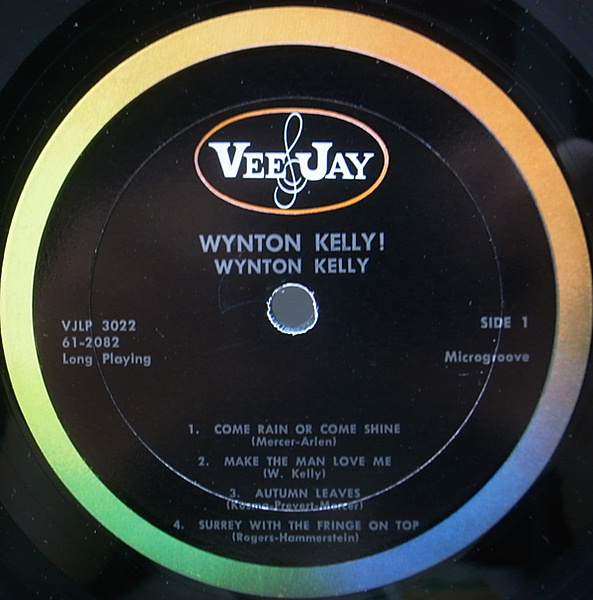 VEE JAY
WYNTON KELLY!
WYNTON KELLY
VJLP 3022
61-2082
Long Playing
SIDE 1
Microgroove
1. COME RAIN OR COME SHINE
(Mercer-Arlen)
2. MAKE THE MAN LOVE ME
(W. Kelly)
3. AUTUMN LEAVES
(Kosma-Prevert-Mercer)
4. SURREY WITH THE FRINGE ON TOP
(Rogers-Hammerstein)